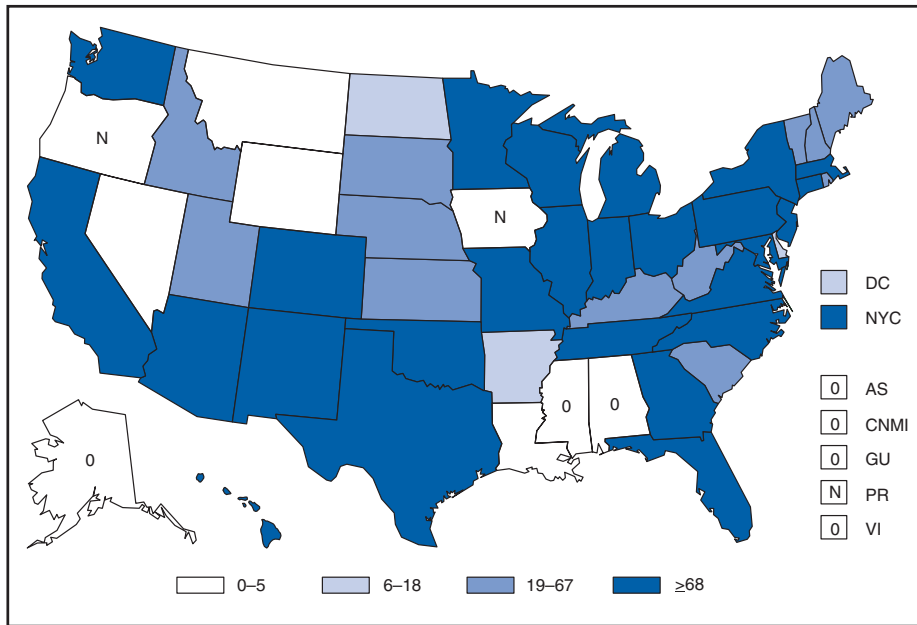 N
N
DC
NYC
0
0
0 AS
0 CNMI
0 GU
0
N PR
0 VI
0–5
6–18
19–67
≥68